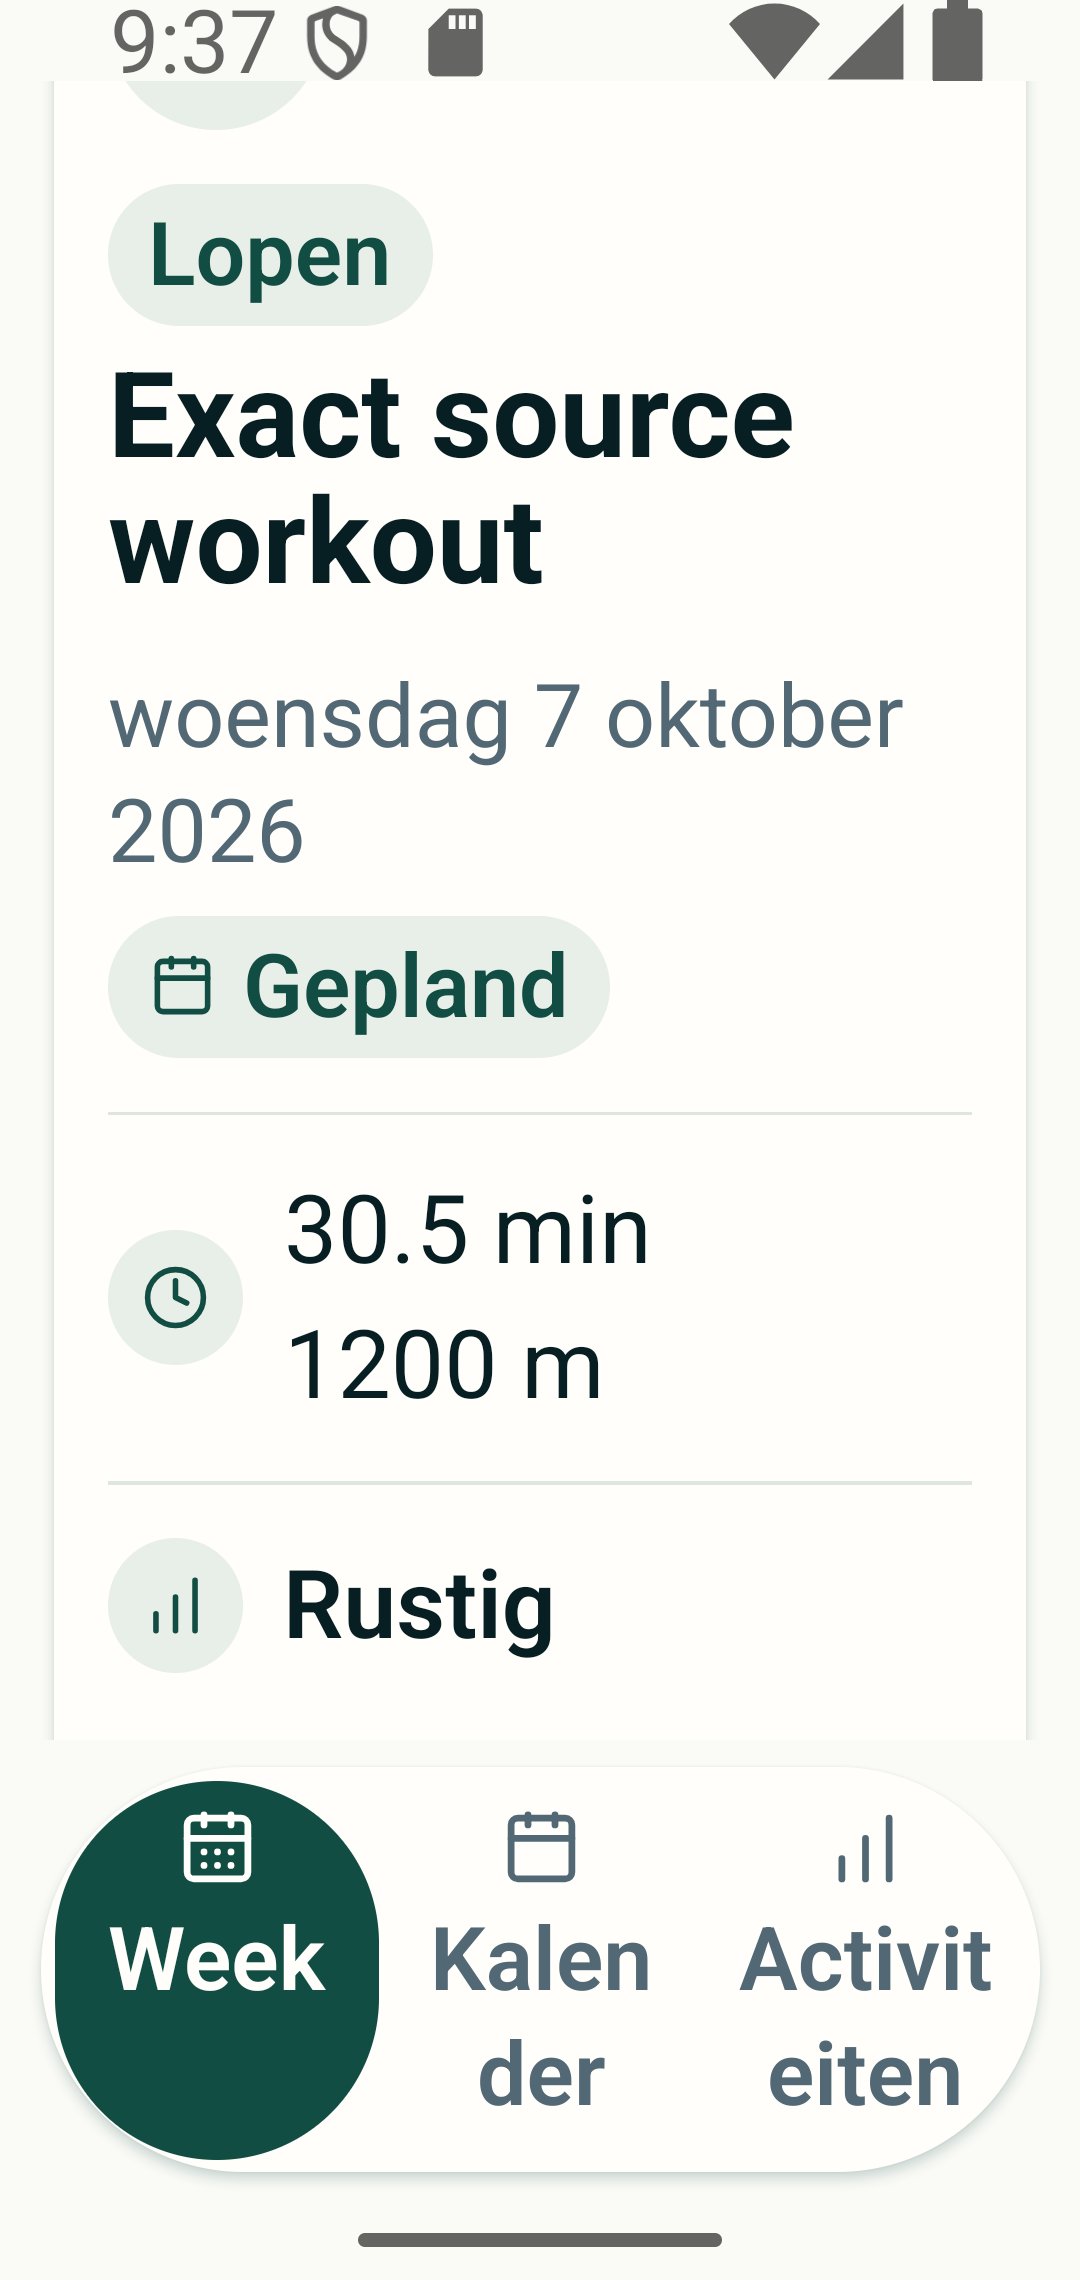 9:37
Lopen
Exact source
workout
woensdag 7 oktober
2026
Gepland
30.5 min
1200 m
Rustig
Week
Kalen
der
Activit
eiten